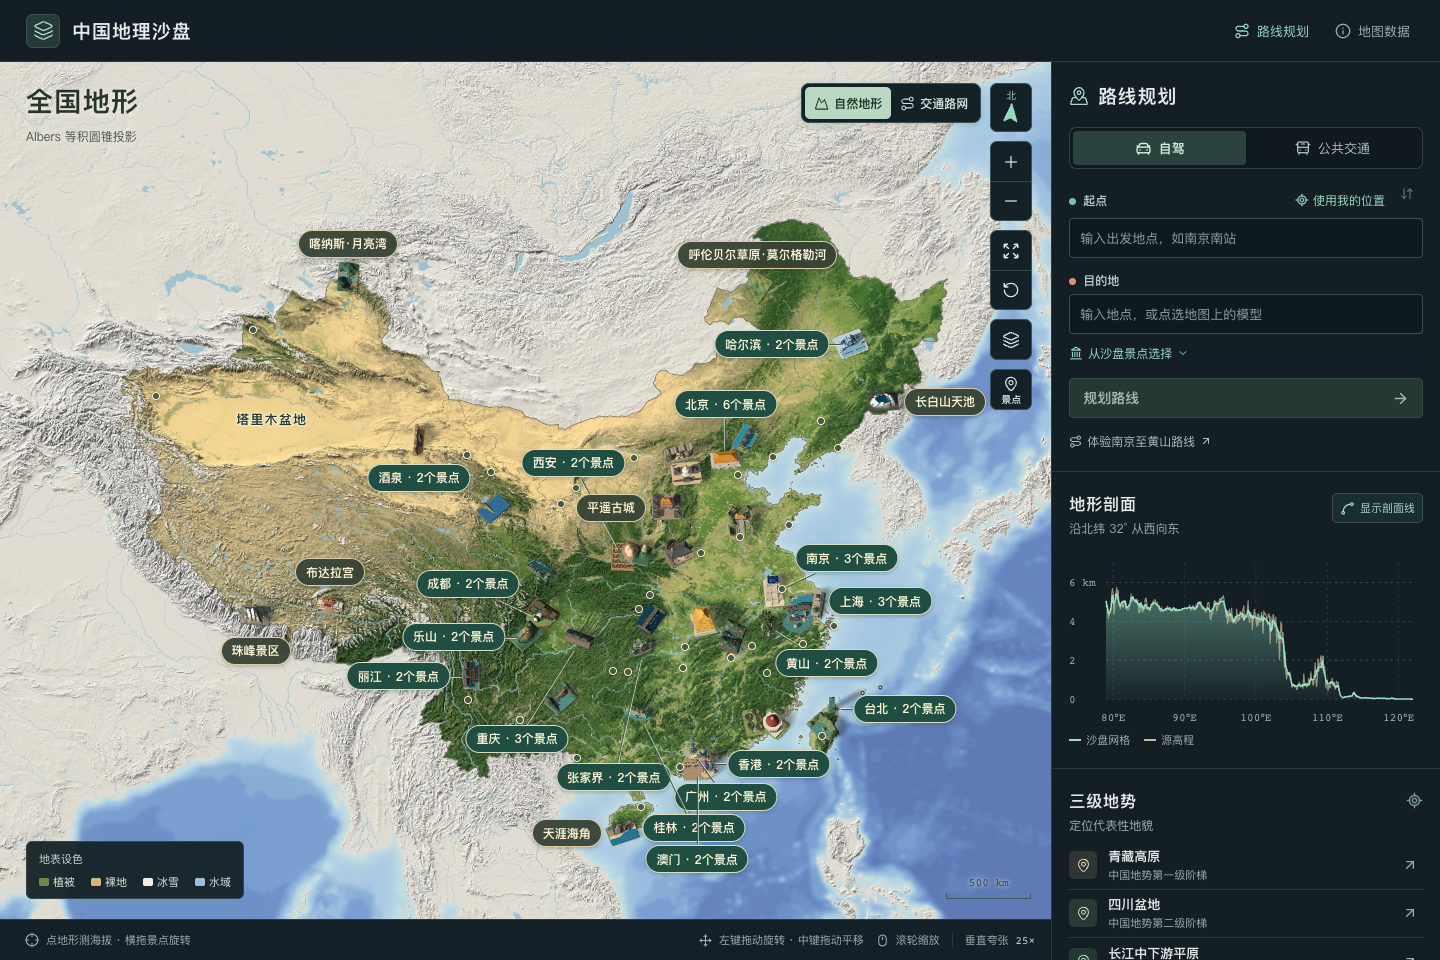 中国地理沙盘
路线规划
地图数据
全国地形
Albers 等积圆锥投影
自然地形
交通路网
北
景点
喀纳斯·月亮湾
呼伦贝尔草原·莫尔格勒河
哈尔滨 · 2个景点
北京 · 6个景点
长白山天池
塔里木盆地
酒泉 · 2个景点
西安 · 2个景点
平遥古城
布达拉宫
成都 · 2个景点
南京 · 3个景点
上海 · 3个景点
珠峰景区
乐山 · 2个景点
丽江 · 2个景点
黄山 · 2个景点
台北 · 2个景点
重庆 · 3个景点
张家界 · 2个景点
香港 · 2个景点
广州 · 2个景点
天涯海角
桂林 · 2个景点
澳门 · 2个景点
地表设色
植被
裸地
冰雪
水域
500 km
点地形测海拔 · 横拖景点旋转
左键拖动旋转 · 中键拖动平移
滚轮缩放
垂直夸张 25×
路线规划
自驾
公共交通
起点
使用我的位置
输入出发地点，如南京南站
目的地
输入地点，或点选地图上的模型
从沙盘景点选择
规划路线
体验南京至黄山路线
地形剖面
显示剖面线
沿北纬 32° 从西向东
6 km
4
2
0
80°E 90°E 100°E 110°E 120°E
沙盘网格
源高程
三级地势
定位代表性地貌
青藏高原
中国地势第一级阶梯
四川盆地
中国地势第二级阶梯
长江中下游平原